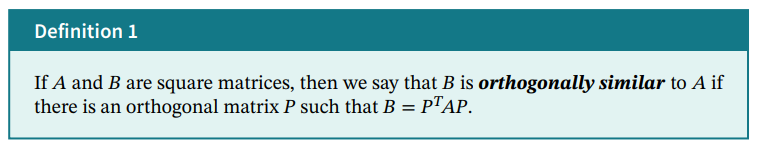 Definition 1
If A and B are square matrices, then we say that B is orthogonally similar to A if
there is an orthogonal matrix P such that B = PᵀAP.